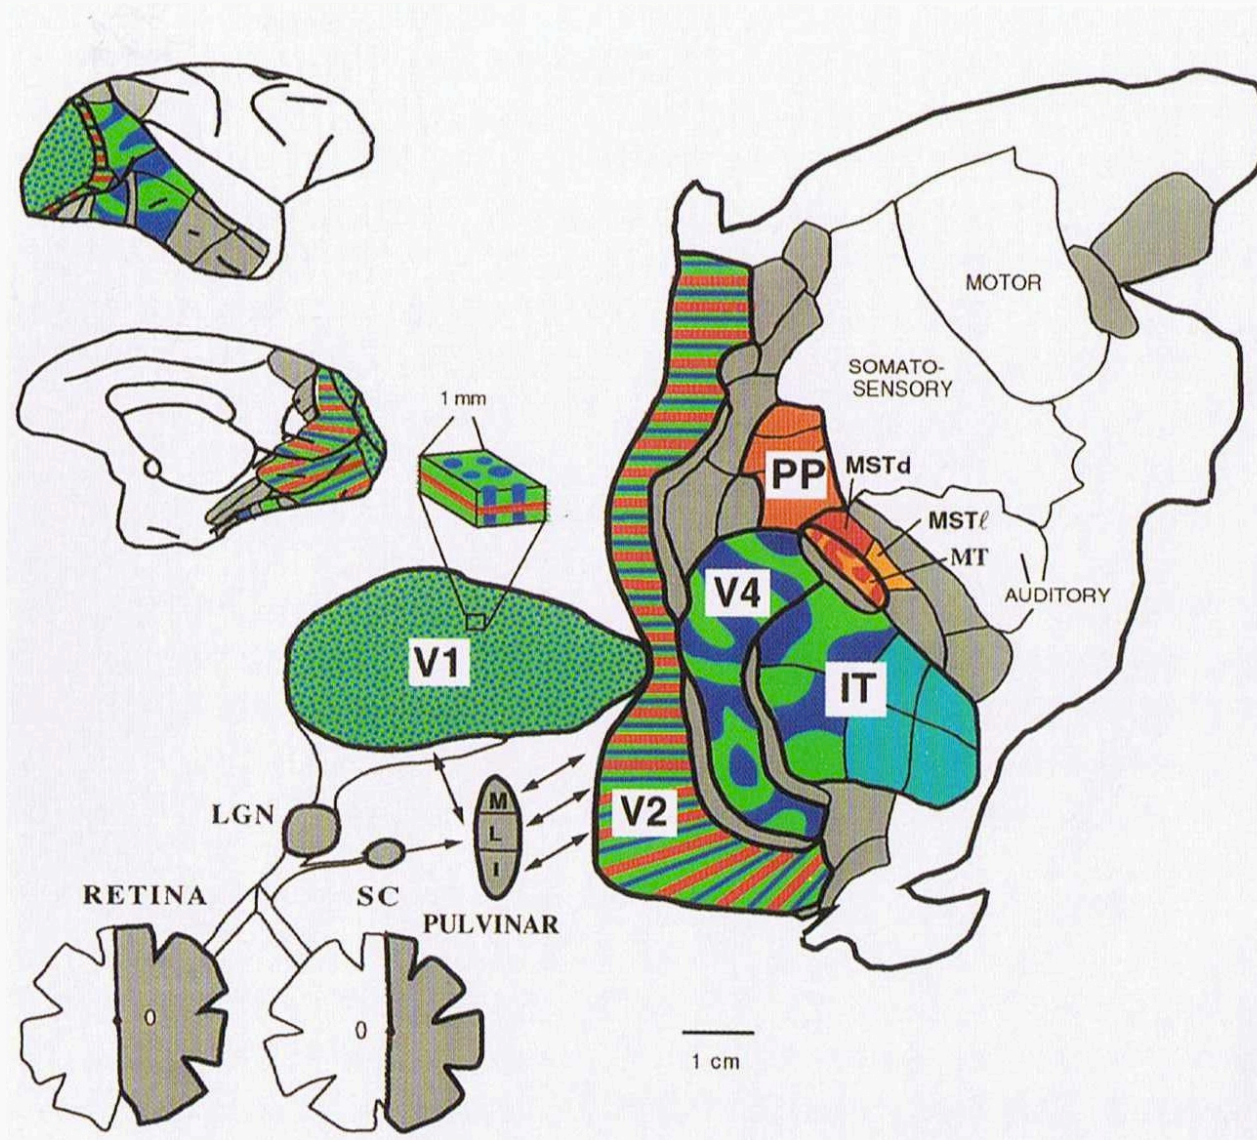 MOTOR
SOMATO-
SENSORY
1 mm
PP
MSTd
MSTℓ
MT
V4
AUDITORY
V1
IT
LGN
M
L
I
V2
RETINA
SC
PULVINAR
0
0
1 cm